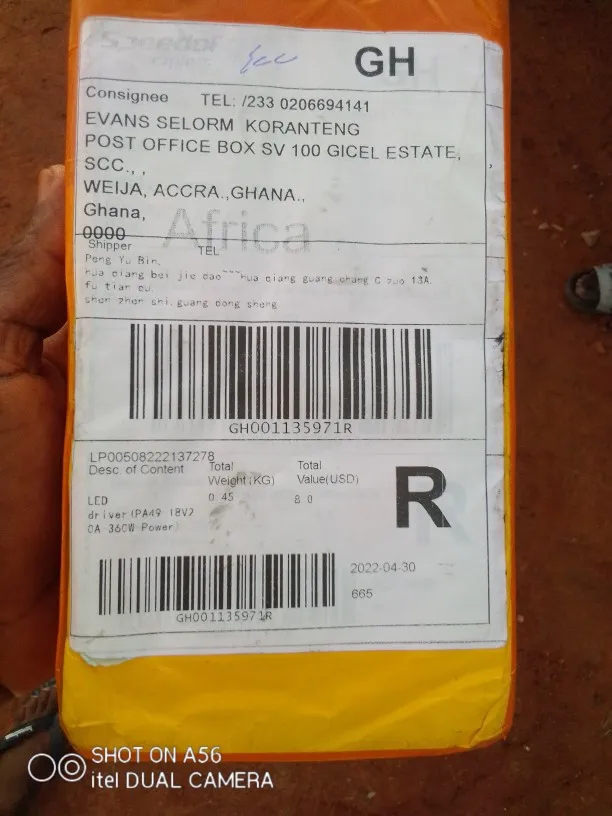 GH
Consignee TEL: /233 0206694141
EVANS SELORM KORANTENG
POST OFFICE BOX SV 100 GICEL ESTATE,
SCC., ,
WEIJA, ACCRA.,GHANA.,
Ghana,
0000
Africa
Shipper TEL
Peng Yu Bin,
hua qiang bei jie dao~~~hua qiang guang chang C zuo 13A,
fu tian qu,
shen zhen shi, guang dong sheng
GH001135971R
LP00508222137278
Desc. of Content Total Weight(KG) Total Value(USD)
LED 0.45 8.0
driver(PA49 18V2
0A 360W Power)
R
GH001135971R
2022-04-30
665
SHOT ON A56
itel DUAL CAMERA